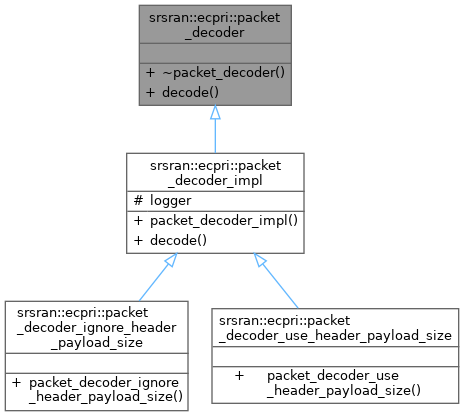 srsran::ecpri::packet
_decoder
+ ~packet_decoder()
+ decode()
srsran::ecpri::packet
_decoder_impl
# logger
+ packet_decoder_impl()
+ decode()
srsran::ecpri::packet
_decoder_ignore_header
_payload_size
+ packet_decoder_ignore
_header_payload_size()
srsran::ecpri::packet
_decoder_use_header_payload_size
+ packet_decoder_use
_header_payload_size()